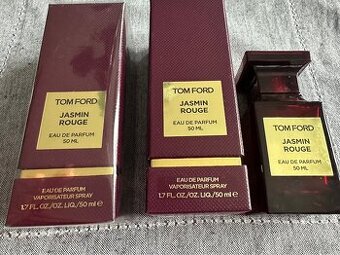 TOM FORD
JASMIN
ROUGE
EAU DE PARFUM
50 ML
EAU DE PARFUM
VAPORISATEUR SPRAY
1.7 FL. OZ./OZ. LIQ./50 ml e
TOM FORD
JASMIN
ROUGE
EAU DE PARFUM
50 ML
EAU DE PARFUM
VAPORISATEUR SPRAY
1.7 FL. OZ./OZ. LIQ./50 ml e
TOM FORD
JASMIN
ROUGE
EAU DE PARFUM
50 ML